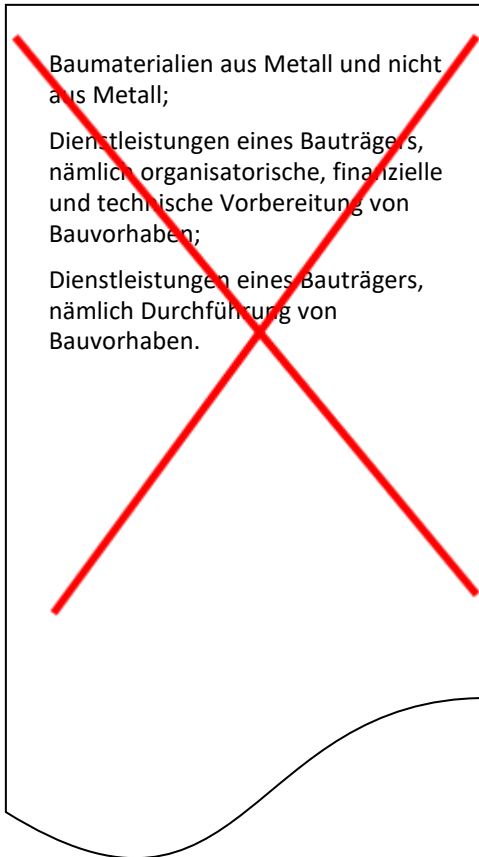 Baumaterialien aus Metall und nicht
aus Metall;
Dienstleistungen eines Bauträgers,
nämlich organisatorische, finanzielle
und technische Vorbereitung von
Bauvorhaben;
Dienstleistungen eines Bauträgers,
nämlich Durchführung von
Bauvorhaben.